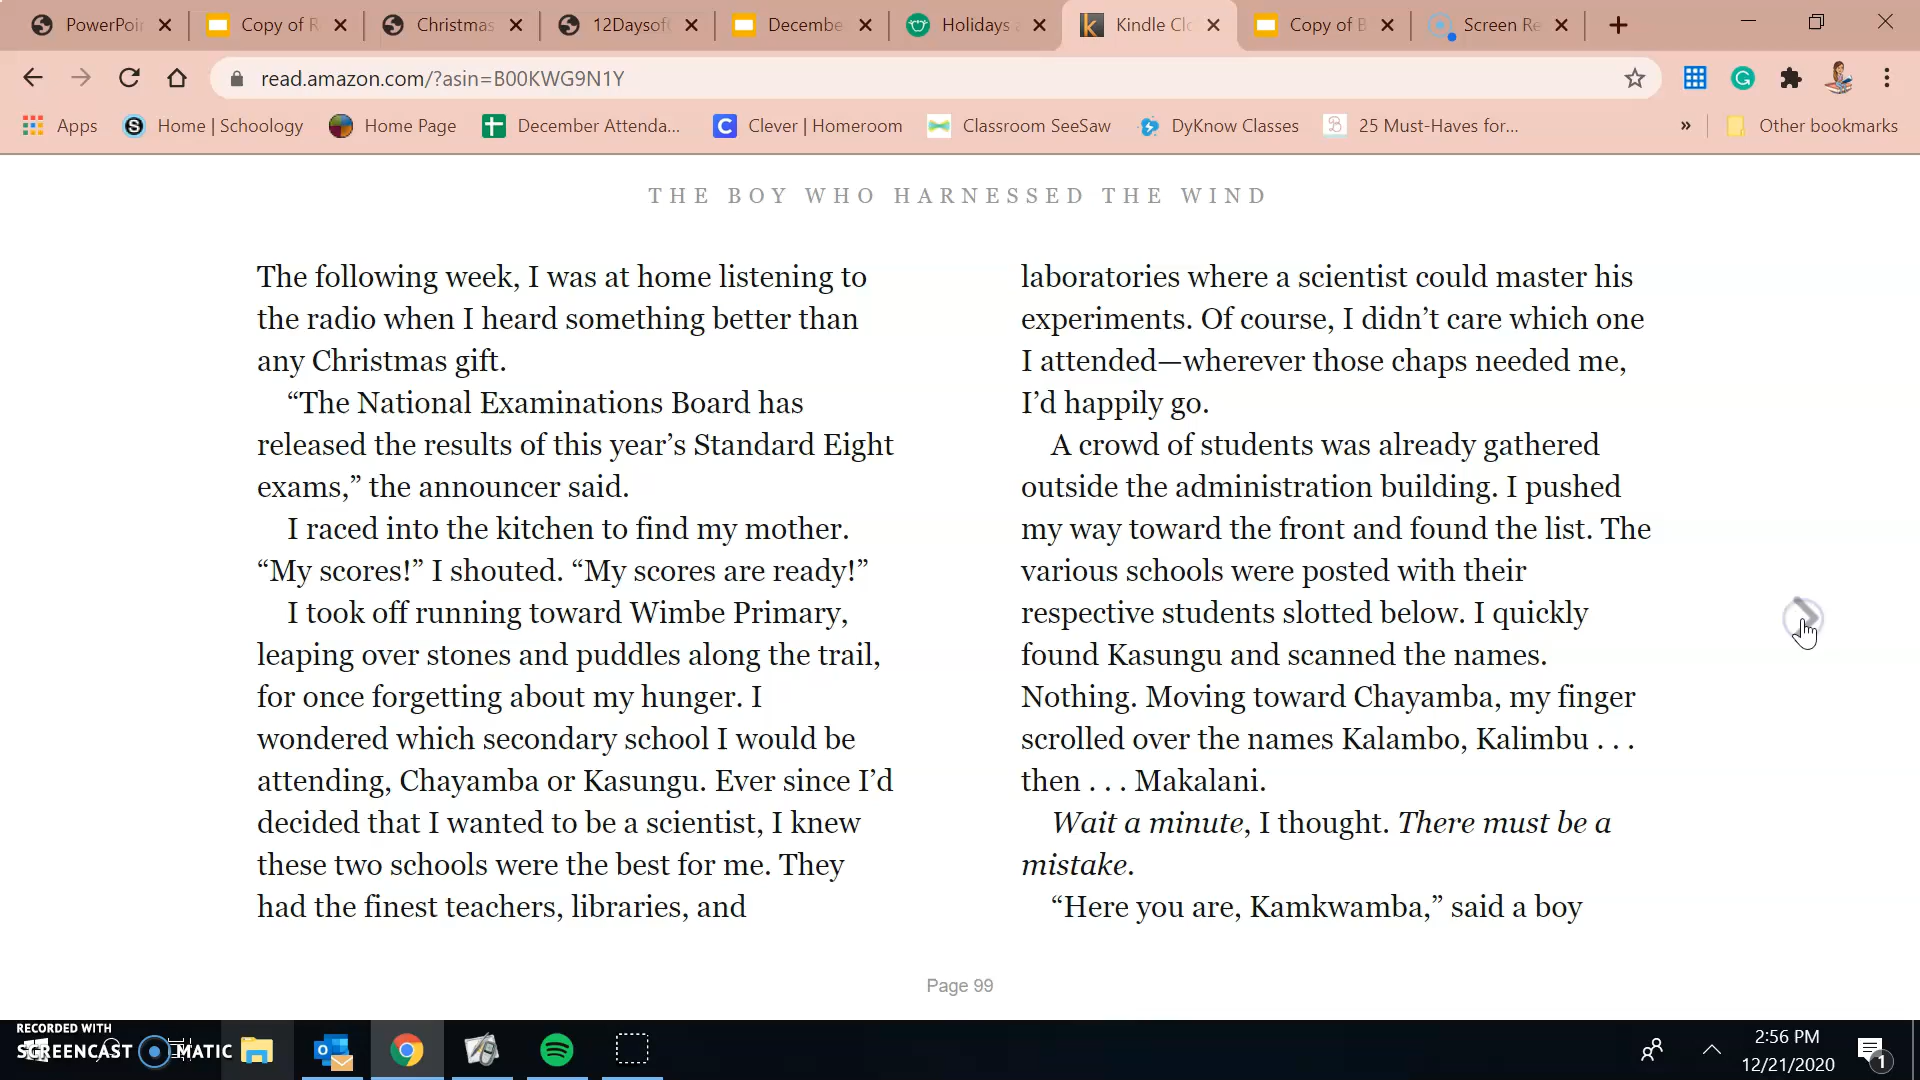 PowerPoin
Copy of R
Christmas
12Daysof
Decembe
Holidays a
Kindle Clo
Copy of B
Screen Re
read.amazon.com/?asin=B00KWG9N1Y
Apps
Home | Schoology
Home Page
December Attenda...
Clever | Homeroom
Classroom SeeSaw
DyKnow Classes
25 Must-Haves for...
»
Other bookmarks
THE BOY WHO HARNESSED THE WIND
The following week, I was at home listening to
the radio when I heard something better than
any Christmas gift.
“The National Examinations Board has
released the results of this year’s Standard Eight
exams,” the announcer said.
I raced into the kitchen to find my mother.
“My scores!” I shouted. “My scores are ready!”
I took off running toward Wimbe Primary,
leaping over stones and puddles along the trail,
for once forgetting about my hunger. I
wondered which secondary school I would be
attending, Chayamba or Kasungu. Ever since I’d
decided that I wanted to be a scientist, I knew
these two schools were the best for me. They
had the finest teachers, libraries, and
laboratories where a scientist could master his
experiments. Of course, I didn’t care which one
I attended—wherever those chaps needed me,
I’d happily go.
A crowd of students was already gathered
outside the administration building. I pushed
my way toward the front and found the list. The
various schools were posted with their
respective students slotted below. I quickly
found Kasungu and scanned the names.
Nothing. Moving toward Chayamba, my finger
scrolled over the names Kalambo, Kalimbu . . .
then . . . Makalani.
Wait a minute, I thought. There must be a
mistake.
“Here you are, Kamkwamba,” said a boy
Page 99
RECORDED WITH
SCREENCAST MATIC
2:56 PM
12/21/2020
1